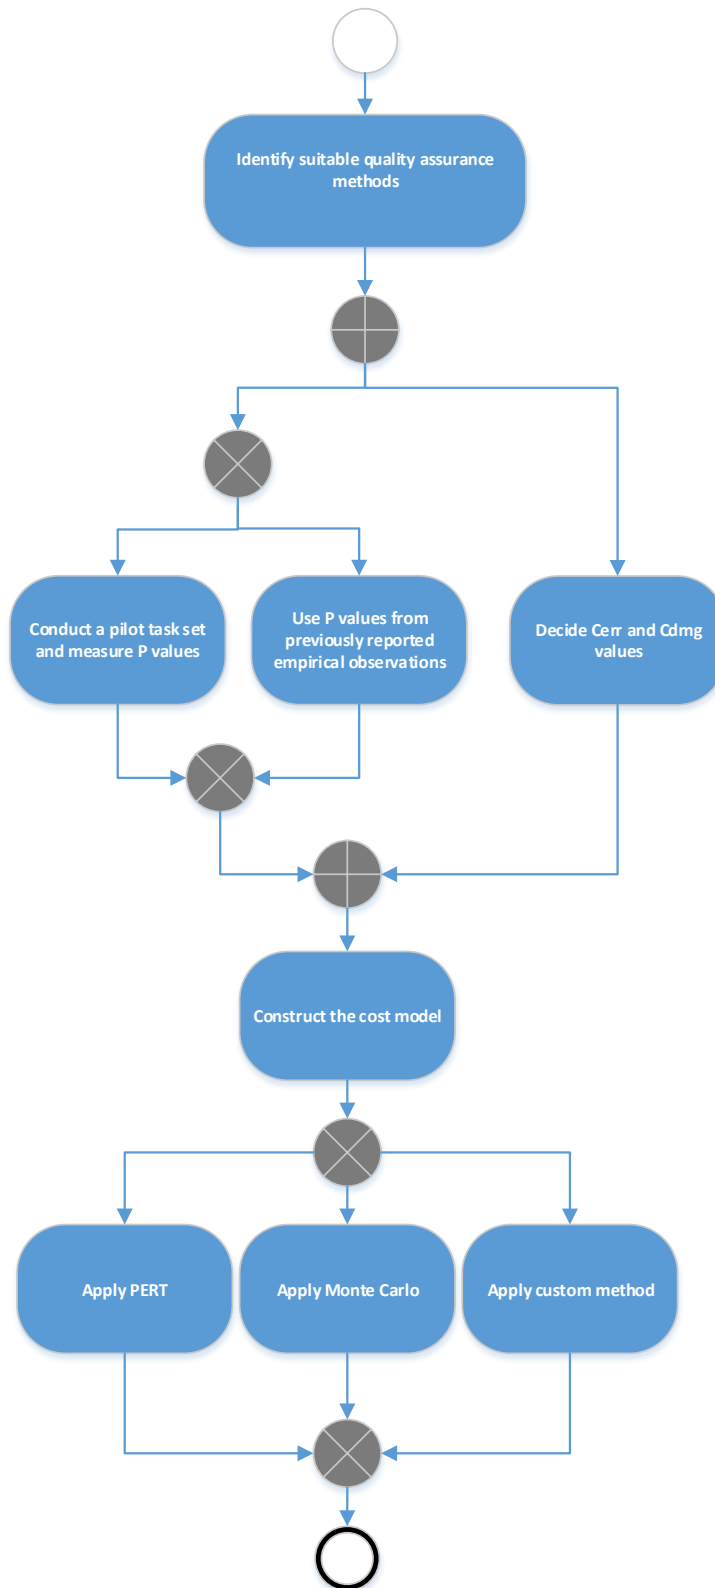 Identify suitable quality assurance
methods
Conduct a pilot task set
and measure P values
Use P values from
previously reported
empirical observations
Decide Cerr and Cdmg
values
Construct the cost model
Apply PERT
Apply Monte Carlo
Apply custom method